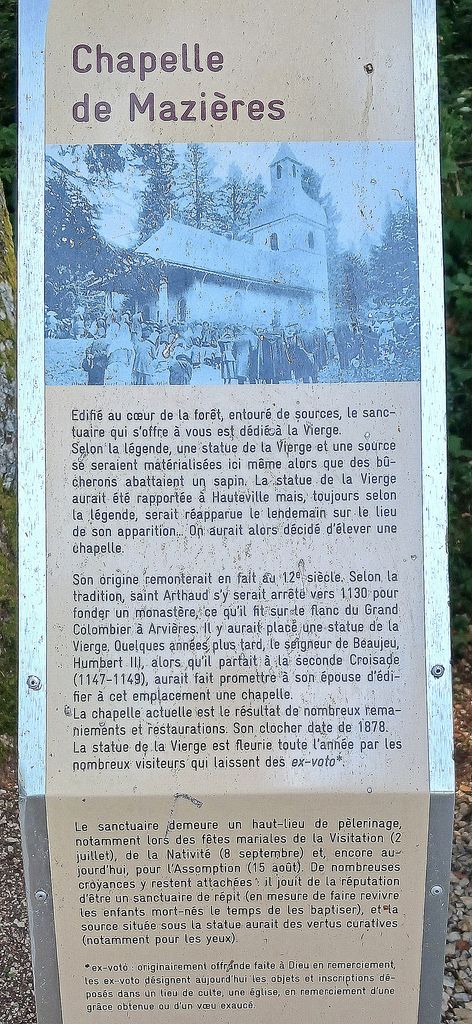 Chapelle
de Mazières
Edifié au cœur de la forêt, entouré de sources, le sanc-
tuaire qui s'offre à vous est dédié à la Vierge.
Selon la légende, une statue de la Vierge et une source
se seraient matérialisées ici même alors que des bû-
cherons abattaient un sapin. La statue de la Vierge
aurait été rapportée à Hauteville mais, toujours selon
la légende, serait réapparue le lendemain sur le lieu
de son apparition... On aurait alors décidé d'élever une
chapelle.
Son origine remonterait en fait au 12e siècle. Selon la
tradition, saint Arthaud s'y serait arrêté vers 1130 pour
fonder un monastère, ce qu'il fit sur le flanc du Grand
Colombier à Arvières. Il y aurait placé une statue de la
Vierge. Quelques années plus tard, le seigneur de Beaujeu,
Humbert III, alors qu'il partait à la seconde Croisade
(1147-1149), aurait fait promettre à son épouse d'édi-
fier à cet emplacement une chapelle.
La chapelle actuelle est le résultat de nombreux rema-
niements et restaurations. Son clocher date de 1878.
La statue de la Vierge est fleurie toute l'année par les
nombreux visiteurs qui laissent des ex-voto*.
Le sanctuaire demeure un haut-lieu de pèlerinage,
notamment lors des fêtes mariales de la Visitation (2
juillet), de la Nativité (8 septembre) et, encore au-
jourd'hui, pour l'Assomption (15 août). De nombreuses
croyances y restent attachées : il jouit de la réputation
d'être un sanctuaire de répit (en mesure de faire revivre
les enfants mort-nés le temps de les baptiser), et la
source située sous la statue aurait des vertus curatives
(notamment pour les yeux).
*ex-voto : originairement offrande faite à Dieu en remerciement,
les ex-voto désignent aujourd'hui les objets et inscriptions dé-
posés dans un lieu de culte, une église, en remerciement d'une
grâce obtenue ou d'un vœu exaucé.